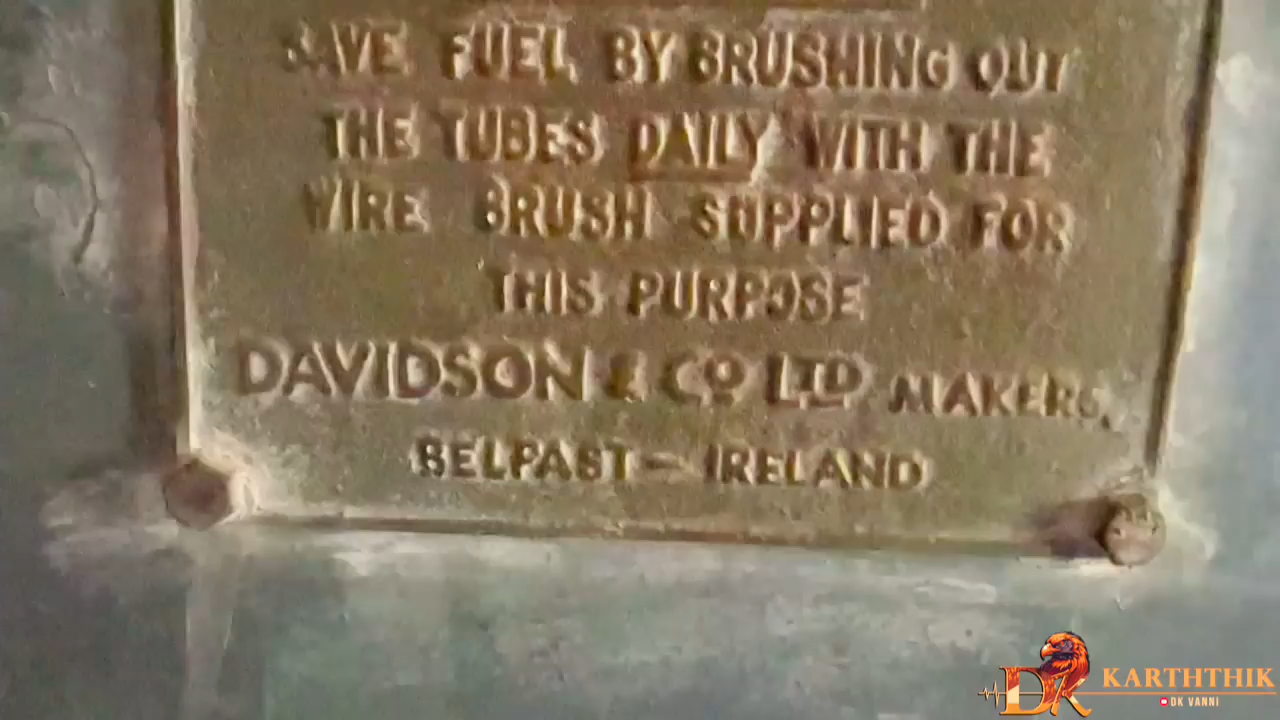 SAVE FUEL BY BRUSHING OUT
THE TUBES DAILY WITH THE
WIRE BRUSH SUPPLIED FOR
THIS PURPOSE
DAVIDSON & Co LTD MAKERS,
BELFAST - IRELAND
DK KARTHTHIK
DK VANNI